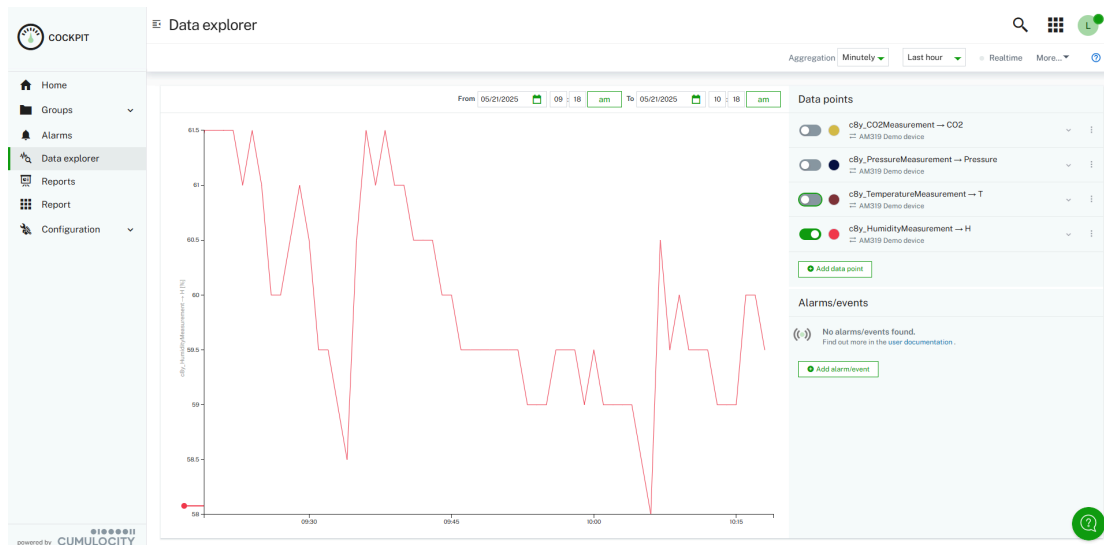 COCKPIT
Data explorer
L
Aggregation Minutely Last hour Realtime More...
Home
Groups
Alarms
Data explorer
Reports
Report
Configuration
From 05/21/2025 09 : 18 am To 05/21/2025 10 : 18 am
61.5
61
60.5
60
59.5
59
58.5
58
c8y_HumidityMeasurement → H [%]
09:30 09:45 10:00 10:15
Data points
c8y_CO2Measurement → CO2
AM319 Demo device
c8y_PressureMeasurement → Pressure
AM319 Demo device
c8y_TemperatureMeasurement → T
AM319 Demo device
c8y_HumidityMeasurement → H
AM319 Demo device
Add data point
Alarms/events
No alarms/events found.
Find out more in the user documentation .
Add alarm/event
powered by CUMULOCITY